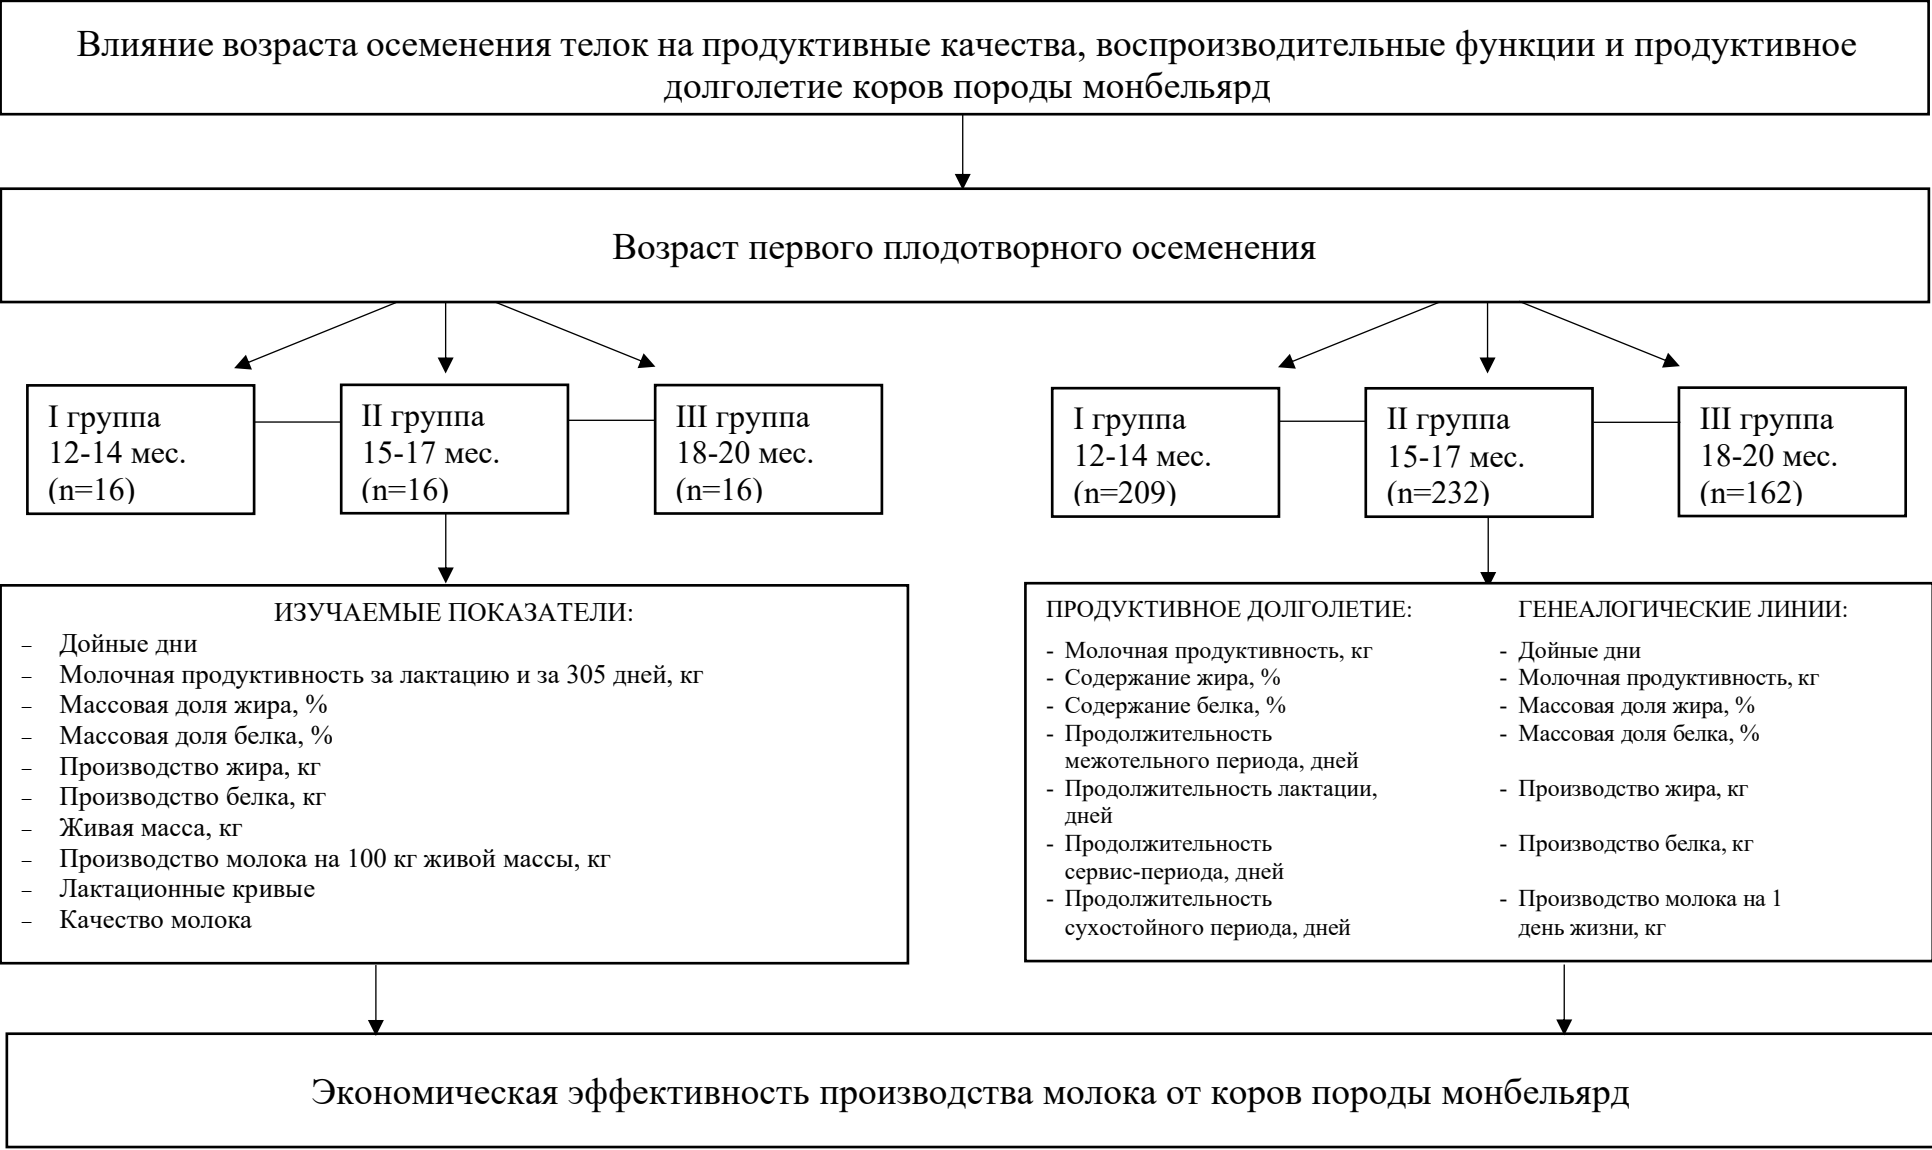 Влияние возраста осеменения телок на продуктивные качества, воспроизводительные функции и продуктивное
долголетие коров породы монбельярд
Возраст первого плодотворного осеменения
I группа
12-14 мес.
(n=16)
II группа
15-17 мес.
(n=16)
III группа
18-20 мес.
(n=16)
I группа
12-14 мес.
(n=209)
II группа
15-17 мес.
(n=232)
III группа
18-20 мес.
(n=162)
ИЗУЧАЕМЫЕ ПОКАЗАТЕЛИ:
– Дойные дни
– Молочная продуктивность за лактацию и за 305 дней, кг
– Массовая доля жира, %
– Массовая доля белка, %
– Производство жира, кг
– Производство белка, кг
– Живая масса, кг
– Производство молока на 100 кг живой массы, кг
– Лактационные кривые
– Качество молока
ПРОДУКТИВНОЕ ДОЛГОЛЕТИЕ:
- Молочная продуктивность, кг
- Содержание жира, %
- Содержание белка, %
- Продолжительность
межотельного периода, дней
- Продолжительность лактации,
дней
- Продолжительность
сервис-периода, дней
- Продолжительность
сухостойного периода, дней
ГЕНЕАЛОГИЧЕСКИЕ ЛИНИИ:
- Дойные дни
- Молочная продуктивность, кг
- Массовая доля жира, %
- Массовая доля белка, %
- Производство жира, кг
- Производство белка, кг
- Производство молока на 1
день жизни, кг
Экономическая эффективность производства молока от коров породы монбельярд